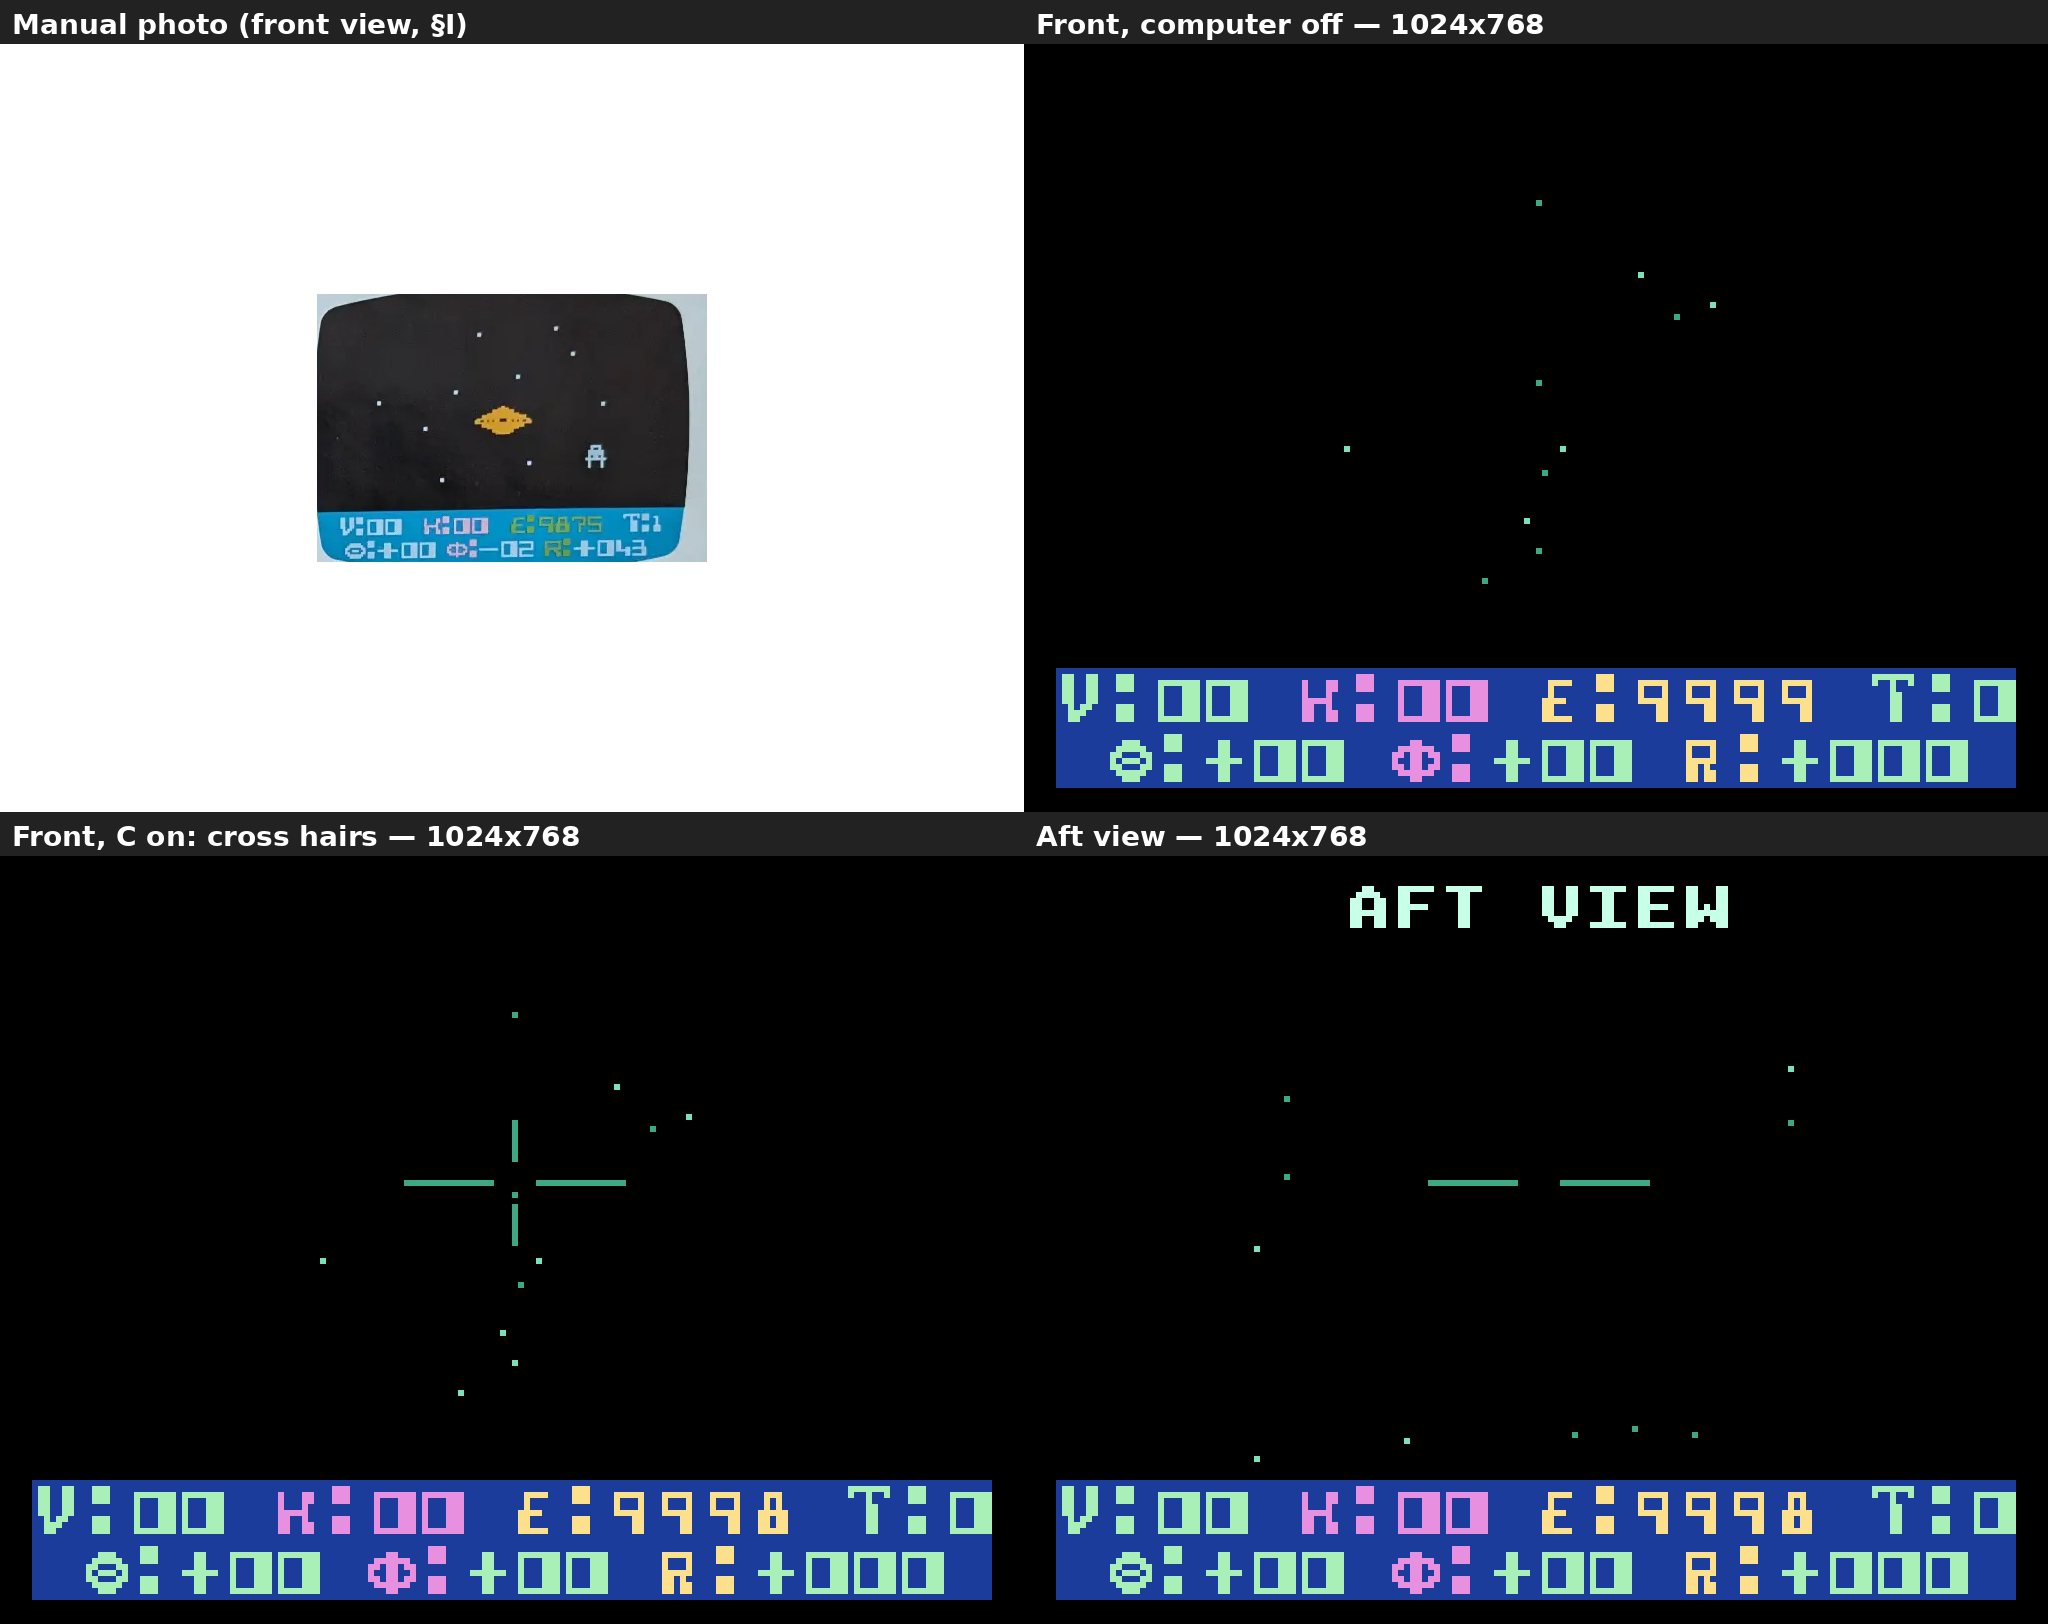 Manual photo (front view, §I)
V:00 K:00 E:9875 T:1
Θ:+00 Φ:-02 R:+043
Front, computer off — 1024x768
V:00 K:00 E:9999 T:0
Θ:+00 Φ:+00 R:+000
Front, C on: cross hairs — 1024x768
V:00 K:00 E:9998 T:0
Θ:+00 Φ:+00 R:+000
Aft view — 1024x768
AFT VIEW
V:00 K:00 E:9998 T:0
Θ:+00 Φ:+00 R:+000